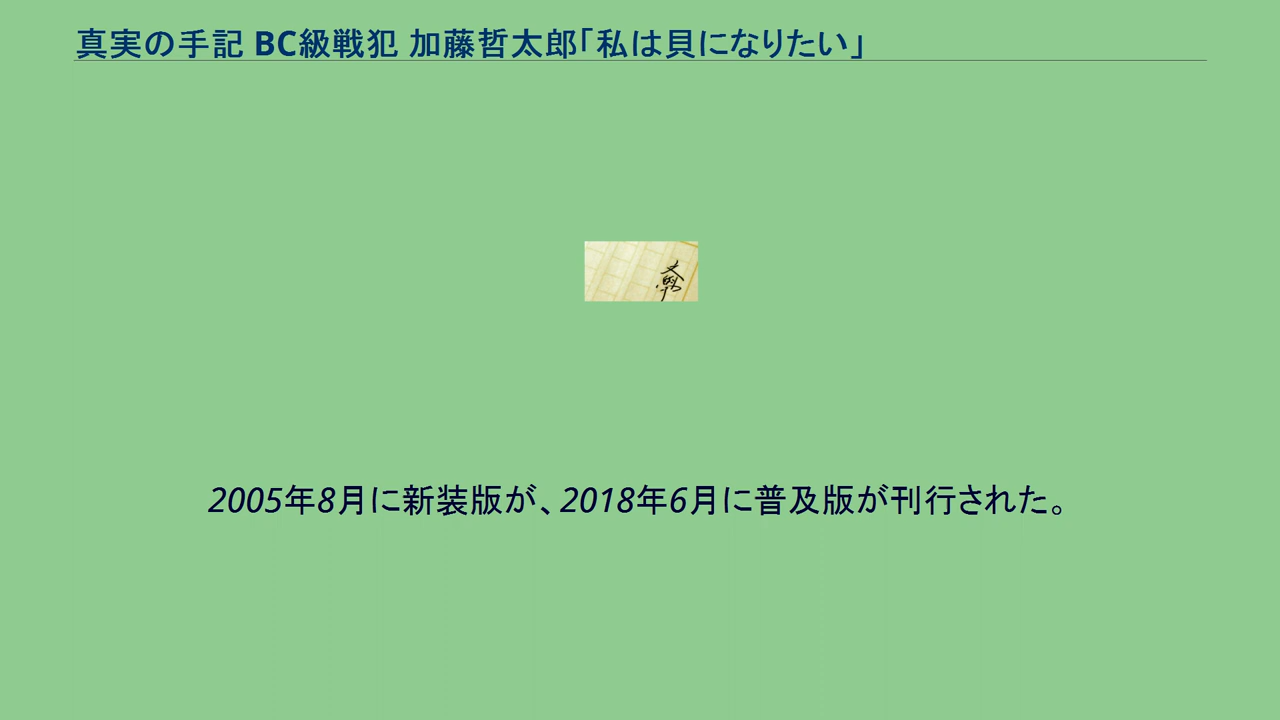 真実の手記 BC級戦犯 加藤哲太郎「私は貝になりたい」
2005年8月に新装版が、2018年6月に普及版が刊行された。